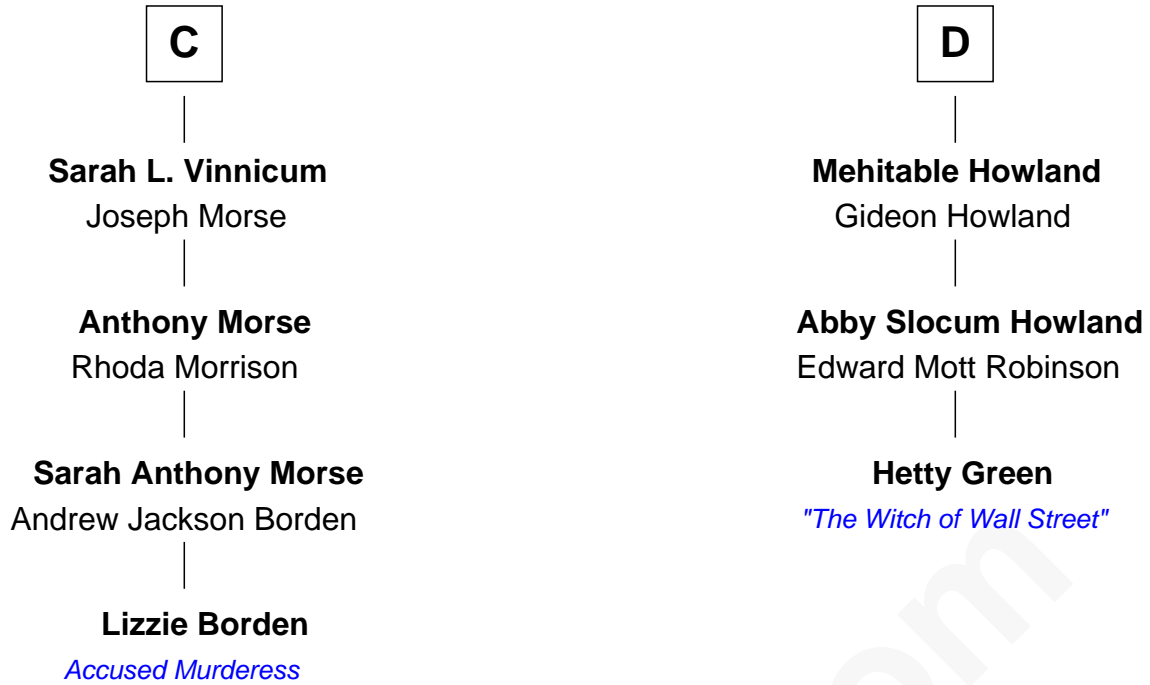 C
Sarah L. Vinnicum
Joseph Morse
Anthony Morse
Rhoda Morrison
Sarah Anthony Morse
Andrew Jackson Borden
Lizzie Borden
Accused Murderess
D
Mehitable Howland
Gideon Howland
Abby Slocum Howland
Edward Mott Robinson
Hetty Green
"The Witch of Wall Street"
om